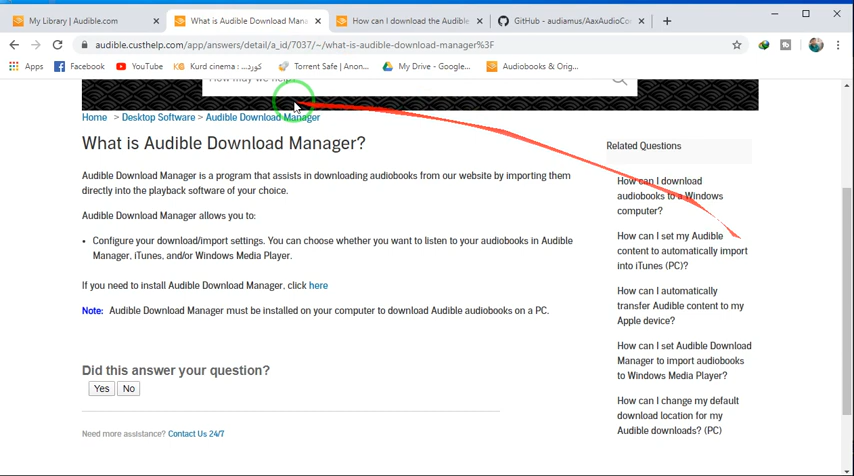 My Library | Audible.com
What is Audible Download Mana
How can I download the Audible
GitHub - audiamus/AaxAudioCo
audible.custhelp.com/app/answers/detail/a_id/7037/~/what-is-audible-download-manager%3F
Apps
Facebook
YouTube
Kurd cinema : ...کورد
Torrent Safe | Anon...
My Drive - Google...
Audiobooks & Orig...
How may we help?
Home > Desktop Software > Audible Download Manager
What is Audible Download Manager?
Audible Download Manager is a program that assists in downloading audiobooks from our website by importing them
directly into the playback software of your choice.
Audible Download Manager allows you to:
• Configure your download/import settings. You can choose whether you want to listen to your audiobooks in Audible
Manager, iTunes, and/or Windows Media Player.
If you need to install Audible Download Manager, click here
Note: Audible Download Manager must be installed on your computer to download Audible audiobooks on a PC.
Did this answer your question?
Yes No
Need more assistance? Contact Us 24/7
Related Questions
How can I download
audiobooks to a Windows
computer?
How can I set my Audible
content to automatically import
into iTunes (PC)?
How can I automatically
transfer Audible content to my
Apple device?
How can I set Audible Download
Manager to import audiobooks
to Windows Media Player?
How can I change my default
download location for my
Audible downloads? (PC)